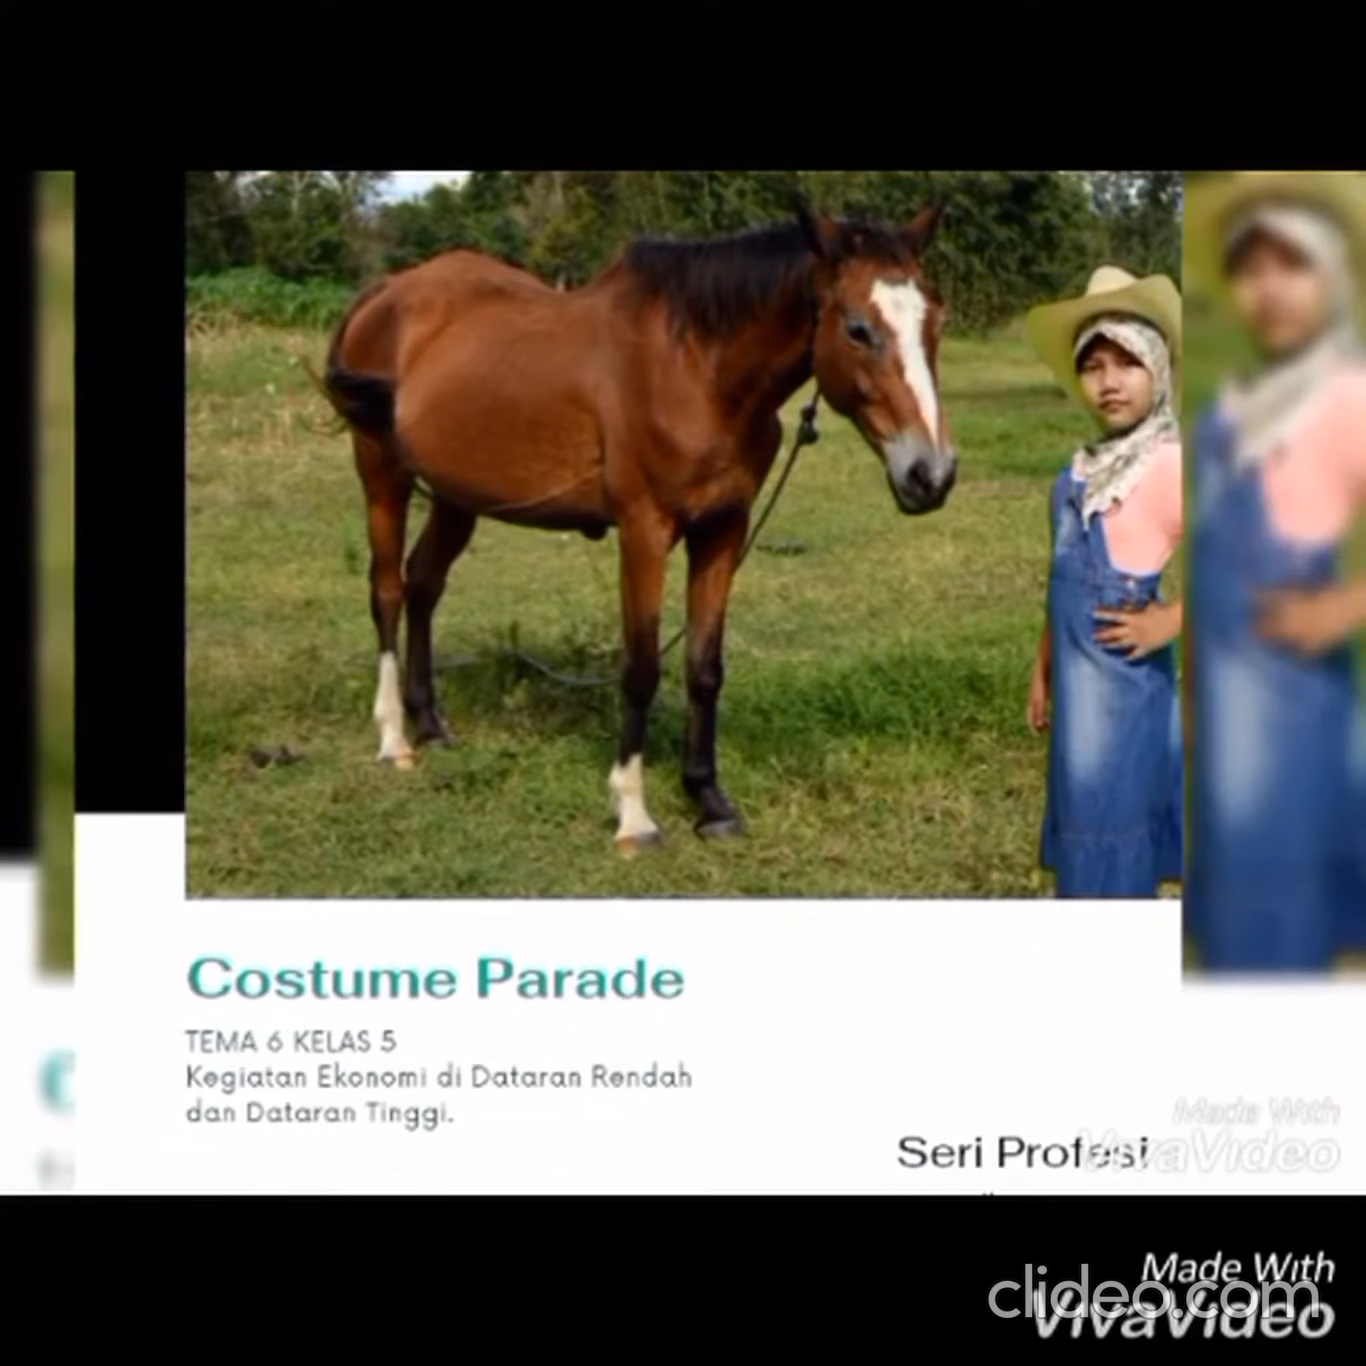 Costume Parade
TEMA 6 KELAS 5
Kegiatan Ekonomi di Dataran Rendah
dan Dataran Tinggi.
Seri Profesi
Made With
VivaVideo
Made With
VivaVideo
clideo.com